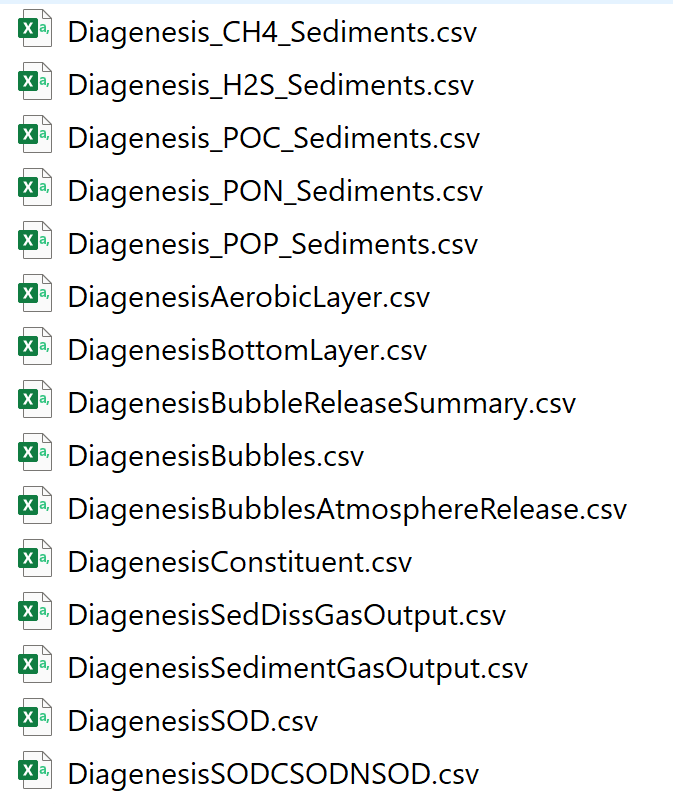 Diagenesis_CH4_Sediments.csv
Diagenesis_H2S_Sediments.csv
Diagenesis_POC_Sediments.csv
Diagenesis_PON_Sediments.csv
Diagenesis_POP_Sediments.csv
DiagenesisAerobicLayer.csv
DiagenesisBottomLayer.csv
DiagenesisBubbleReleaseSummary.csv
DiagenesisBubbles.csv
DiagenesisBubblesAtmosphereRelease.csv
DiagenesisConstituent.csv
DiagenesisSedDissGasOutput.csv
DiagenesisSedimentGasOutput.csv
DiagenesisSOD.csv
DiagenesisSODCSODNSOD.csv